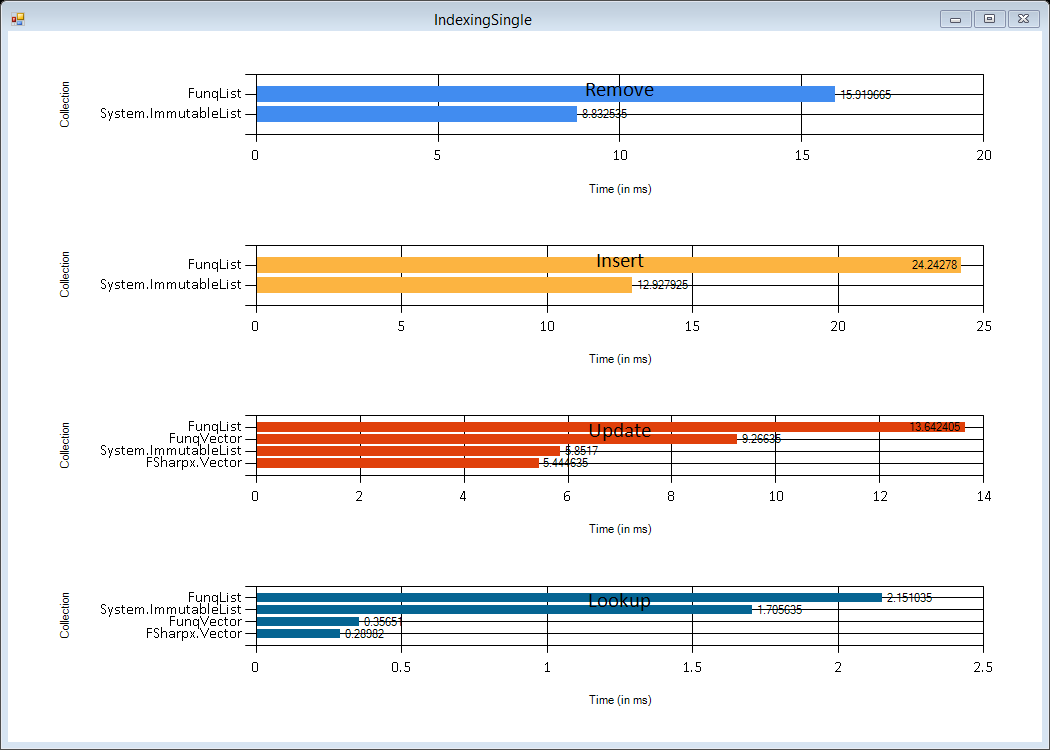 IndexingSingle
Remove
Collection
FunqList
15.919665
System.ImmutableList
8.832535
0 5 10 15 20
Time (in ms)
Insert
Collection
FunqList
24.24278
System.ImmutableList
12.927925
0 5 10 15 20 25
Time (in ms)
Update
Collection
FunqList
13.642405
FunqVector
9.26635
System.ImmutableList
5.8517
FSharpx.Vector
5.444635
0 2 4 6 8 10 12 14
Time (in ms)
Lookup
Collection
FunqList
2.151035
System.ImmutableList
1.705635
FunqVector
0.35651
FSharpx.Vector
0.28982
0 0.5 1 1.5 2 2.5
Time (in ms)